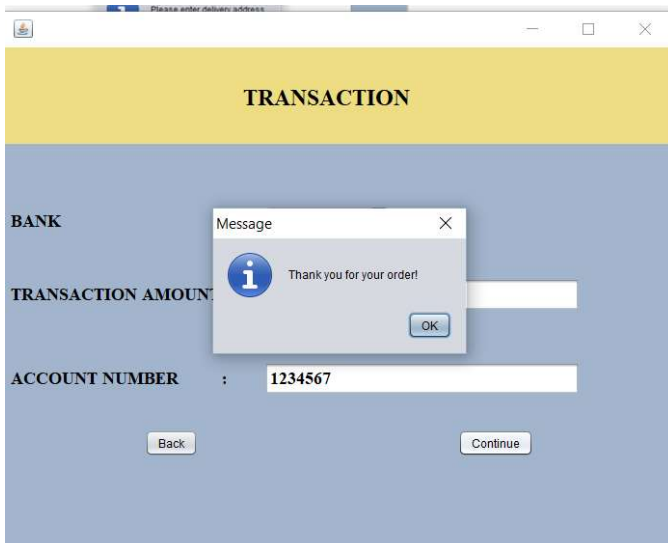 Please enter delivery address
TRANSACTION
BANK
Message
Thank you for your order!
TRANSACTION AMOUNT
OK
ACCOUNT NUMBER : 1234567
Back Continue